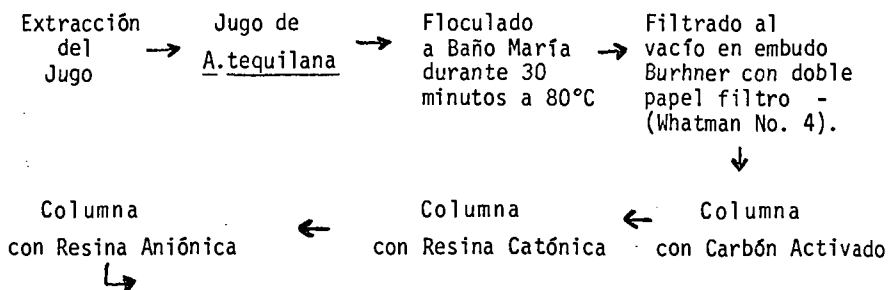 Extracción
del
Jugo
Jugo de
A.tequilana
Floculado
a Baño María
durante 30
minutos a 80°C
Filtrado al
vacío en embudo
Burhner con doble
papel filtro -
(Whatman No. 4).
Columna
con Carbón Activado
Columna
con Resina Catónica
Columna
con Resina Aniónica